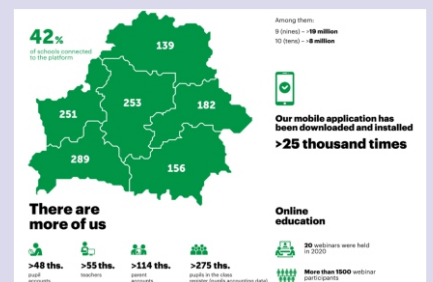 42%
of schools connected
to the platform
139
253
182
251
289
156
Among them:
9 (nines) – >19 million
10 (tens) – >8 million
Our mobile application has
been downloaded and installed
>25 thousand times
There are
more of us
>48 ths.
pupil
accounts
>55 ths.
teachers
>114 ths.
parent
accounts
>275 ths.
pupils in the class
register (pupils accounting data)
Online
education
20 webinars were held
in 2020
More than 1500 webinar
participants